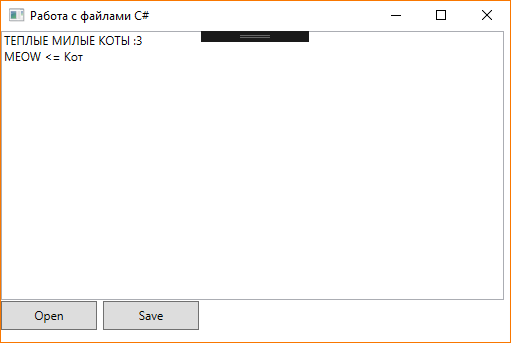 Работа с файлами C#
ТЕПЛЫЕ МИЛЫЕ КОТЫ :3
MEOW <= Кот
Open Save